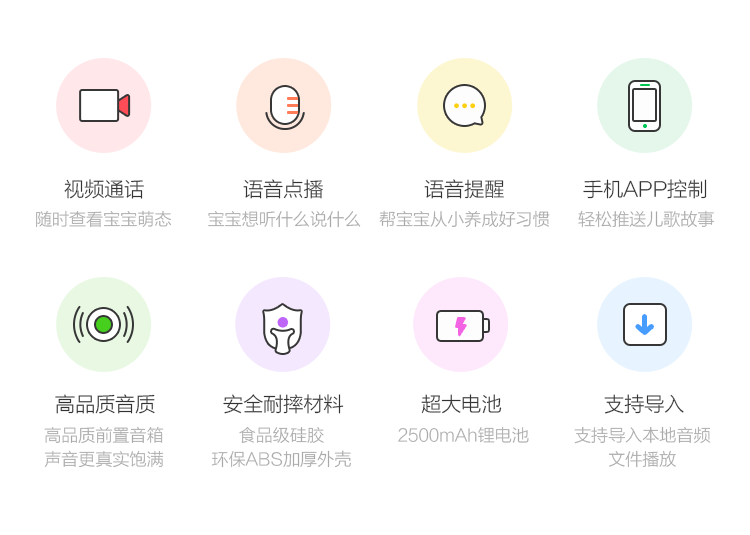 视频通话
随时查看宝宝萌态
语音点播
宝宝想听什么说什么
语音提醒
帮宝宝从小养成好习惯
手机APP控制
轻松推送儿歌故事
高品质音质
高品质前置音箱
声音更真实饱满
安全耐摔材料
食品级硅胶
环保ABS加厚外壳
超大电池
2500mAh锂电池
支持导入
支持导入本地音频
文件播放